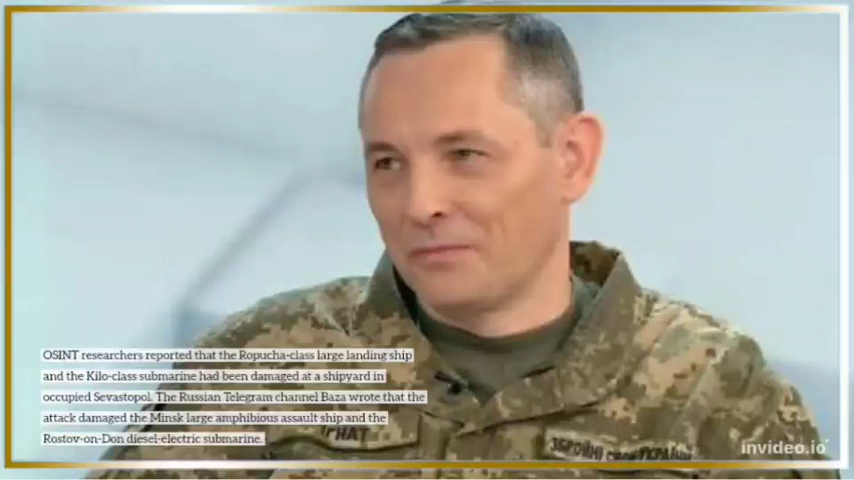 OSINT researchers reported that the Ropucha-class large landing ship
and the Kilo-class submarine had been damaged at a shipyard in
occupied Sevastopol. The Russian Telegram channel Baza wrote that the
attack damaged the Minsk large amphibious assault ship and the
Rostov-on-Don diesel-electric submarine.
ІГНАТ
ЗБРОЙНІ СИЛИ УКРАЇНИ
invideo.io